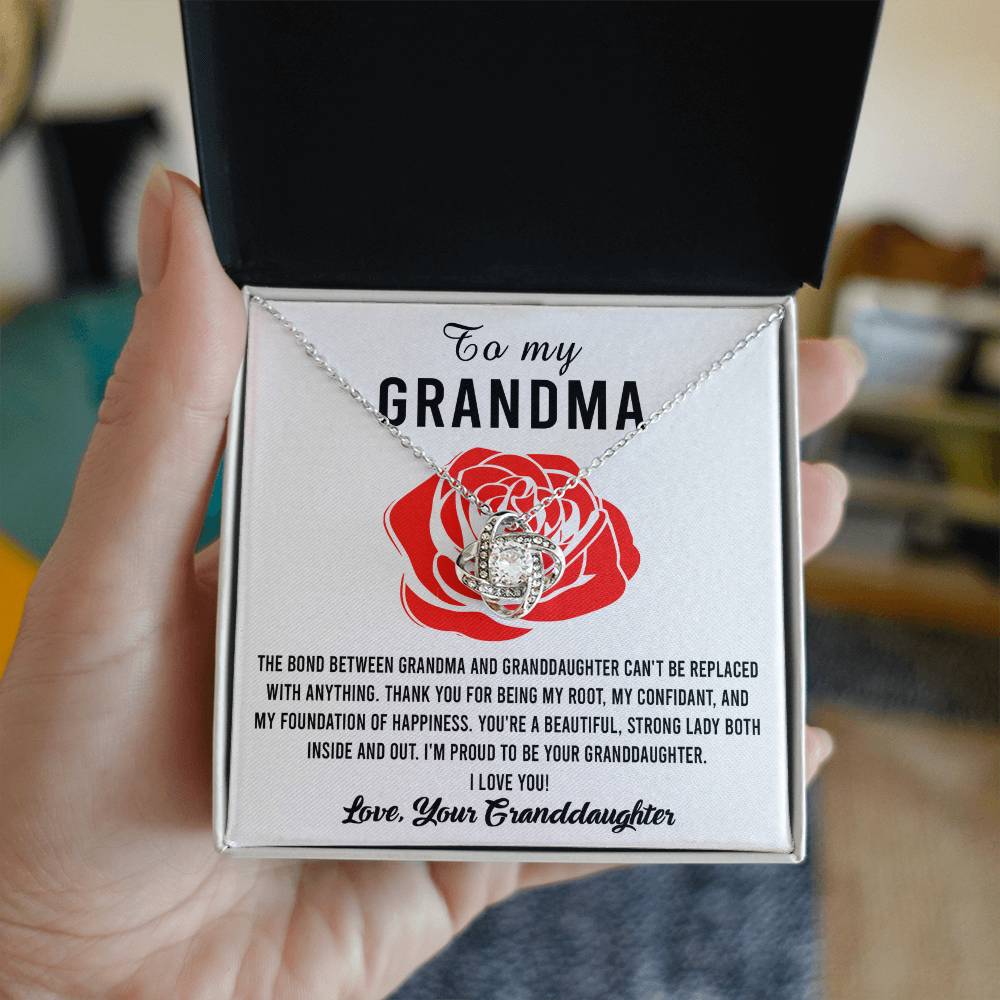 To my
GRANDMA
THE BOND BETWEEN GRANDMA AND GRANDDAUGHTER CAN'T BE REPLACED
WITH ANYTHING. THANK YOU FOR BEING MY ROOT, MY CONFIDANT, AND
MY FOUNDATION OF HAPPINESS. YOU'RE A BEAUTIFUL, STRONG LADY BOTH
INSIDE AND OUT. I'M PROUD TO BE YOUR GRANDDAUGHTER.
I LOVE YOU!
Love, Your Granddaughter